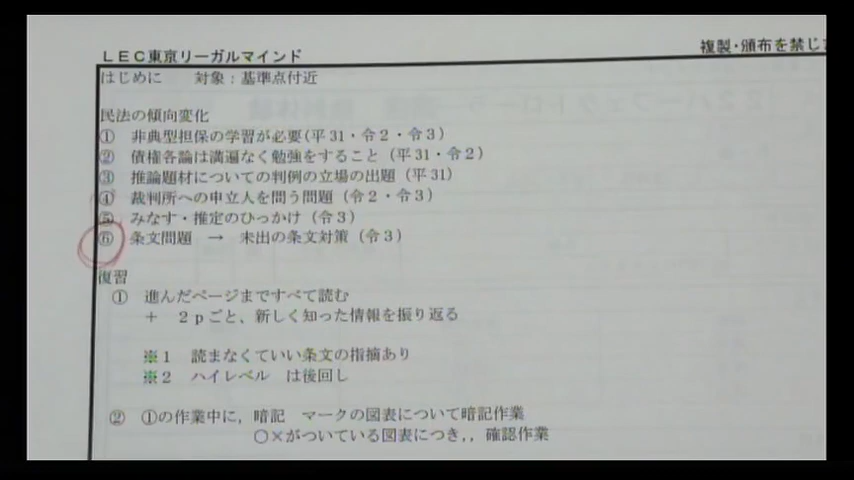 LEC東京リーガルマインド
複製・頒布を禁じ
はじめに 対象：基準点付近
民法の傾向変化
① 非典型担保の学習が必要(平31・令2・令3)
② 債権各論は満遍なく勉強をすること（平31・令2）
③ 推論題材についての判例の立場の出題（平31）
④ 裁判所への申立人を問う問題（令2・令3）
⑤ みなす・推定のひっかけ（令3）
⑥ 条文問題 → 未出の条文対策（令3）
復習
① 進んだページまですべて読む
＋ 2pごと、新しく知った情報を振り返る
※1 読まなくていい条文の指摘あり
※2 ハイレベル は後回し
② ①の作業中に，暗記 マークの図表について暗記作業
〇×がついている図表につき，，確認作業